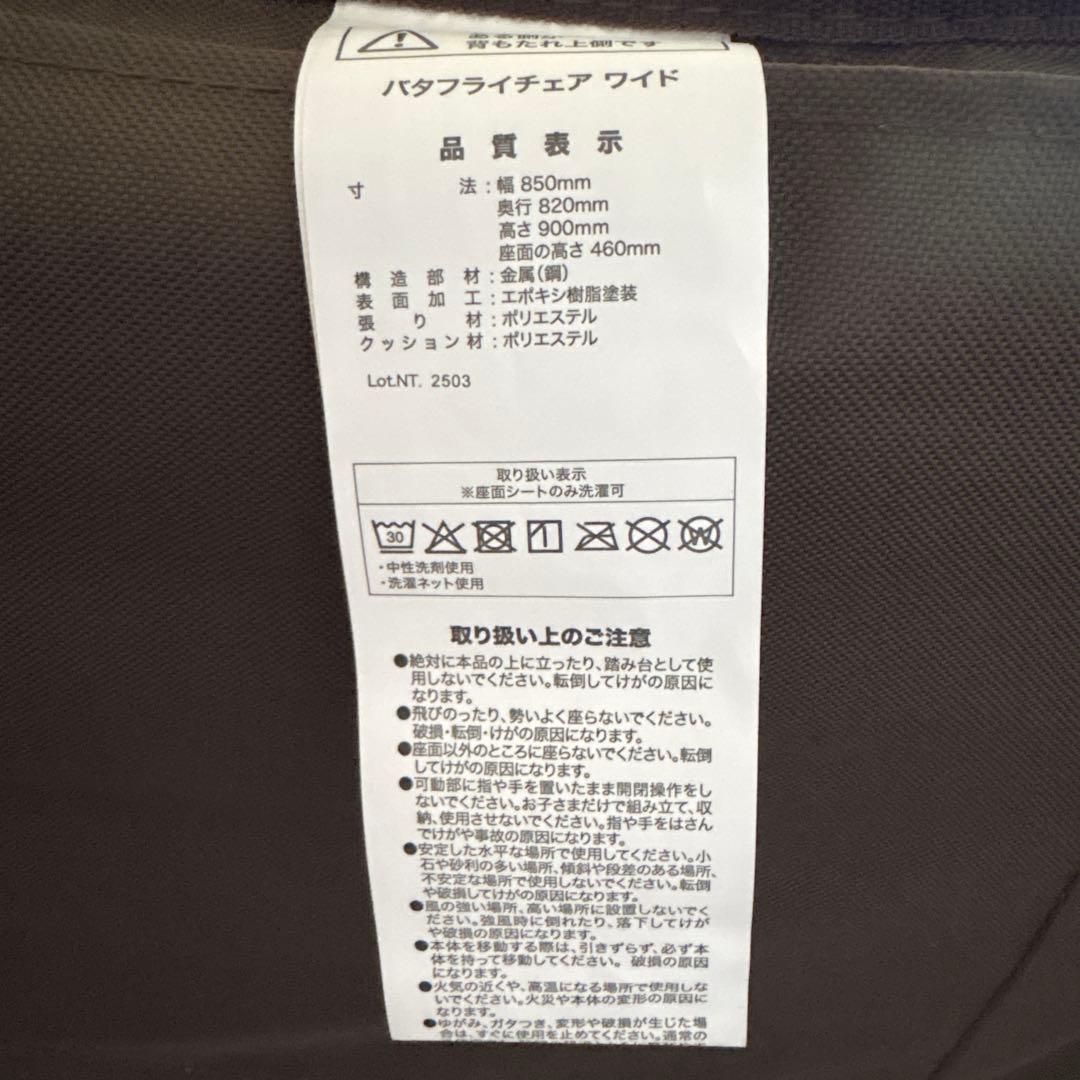 背もたれ上側です
バタフライチェア ワイド
品質表示
寸法：幅 850mm
奥行 820mm
高さ 900mm
座面の高さ 460mm
構造部材：金属（鋼）
表面加工：エポキシ樹脂塗装
張り材：ポリエステル
クッション材：ポリエステル
Lot.NT. 2503
取り扱い表示
※座面シートのみ洗濯可
30
W
・中性洗剤使用
・洗濯ネット使用
取り扱い上のご注意
●絶対に本品の上に立ったり、踏み台として使
用しないでください。転倒してけがの原因に
なります。
●飛びのったり、勢いよく座らないでください。
破損・転倒・けがの原因になります。
●座面以外のところに座らないでください。転倒
してけがの原因になります。
●可動部に指や手を置いたまま開閉操作をし
ないでください。お子さまだけで組み立て、収
納、使用させないでください。指や手をはさん
でけがや事故の原因になります。
●安定した水平な場所で使用してください。小
石や砂利の多い場所、傾斜や段差のある場所、
不安定な場所で使用しないでください。転倒
や破損してけがの原因になります。
●風の強い場所、高い場所に設置しないでく
ださい。強風時に倒れたり、落下してけが
や破損の原因になります。
●本体を移動する際は、引きずらず、必ず本
体を持って移動してください。破損の原因
になります。
●火気の近くや、高温になる場所で使用しな
いでください。火災や本体の変形の原因に
なります。
●ゆがみ、ガタつき、変形や破損が生じた場
合は、すぐに使用を止めてください。通常の